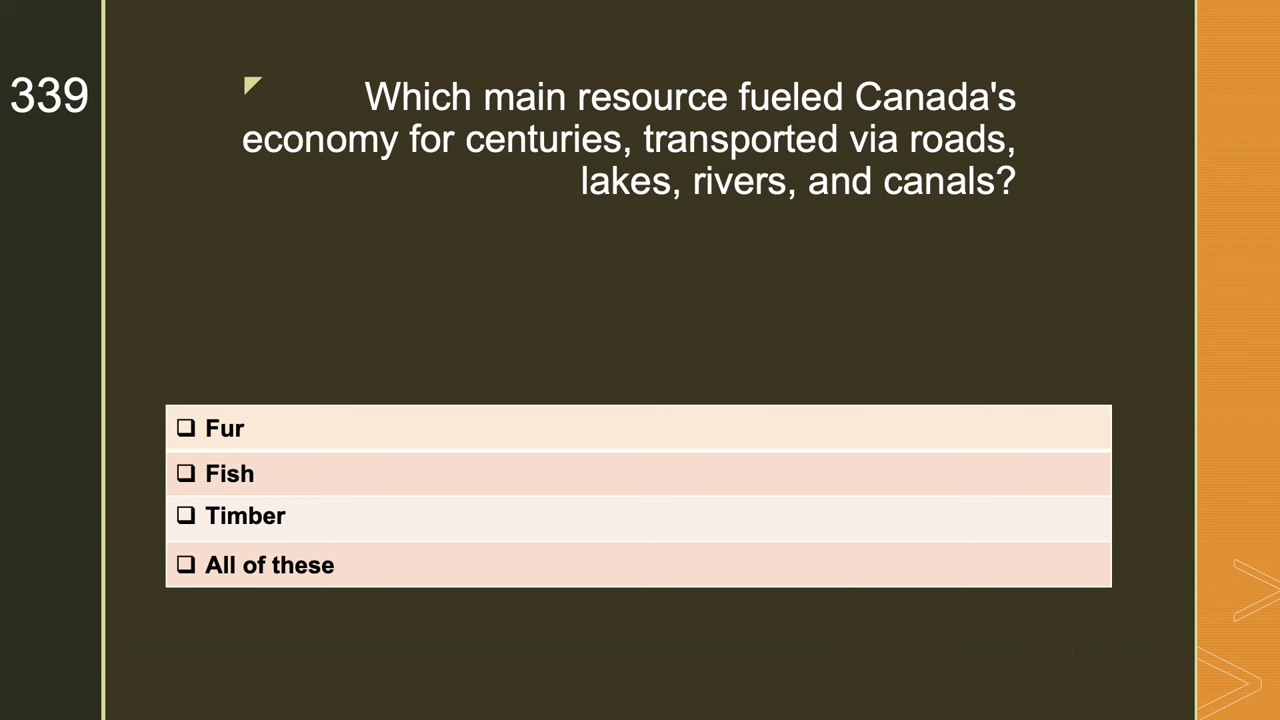 339
Which main resource fueled Canada's
economy for centuries, transported via roads,
lakes, rivers, and canals?
❑ Fur
❑ Fish
❑ Timber
❑ All of these